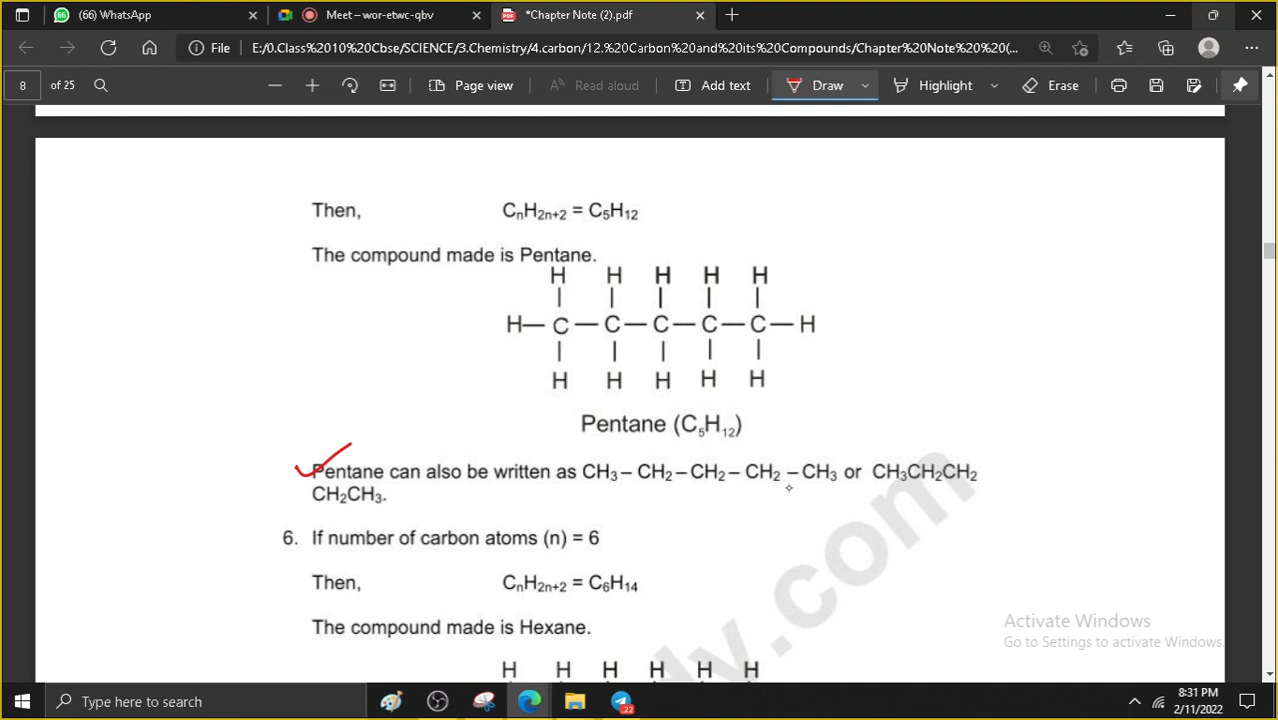 (66) WhatsApp
Meet – wor-etwc-qbv
*Chapter Note (2).pdf
File E:/0.Class%2010%20Cbse/SCIENCE/3.Chemistry/4.carbon/12.%20Carbon%20and%20its%20Compounds/Chapter%20Note%20%20(...
8 of 25 Page view Read aloud Add text Draw Highlight Erase
Then, CₙH₂ₙ₊₂ = C₅H₁₂
The compound made is Pentane.
H H H H H
H— C — C — C — C — C — H
H H H H H
Pentane (C₅H₁₂)
Pentane can also be written as CH₃ – CH₂ – CH₂ – CH₂ – CH₃ or CH₃CH₂CH₂
CH₂CH₃.
6. If number of carbon atoms (n) = 6
Then, CₙH₂ₙ₊₂ = C₆H₁₄
The compound made is Hexane.
H H H H H H
Activate Windows
Go to Settings to activate Windows.
Type here to search
22
8:31 PM
2/11/2022